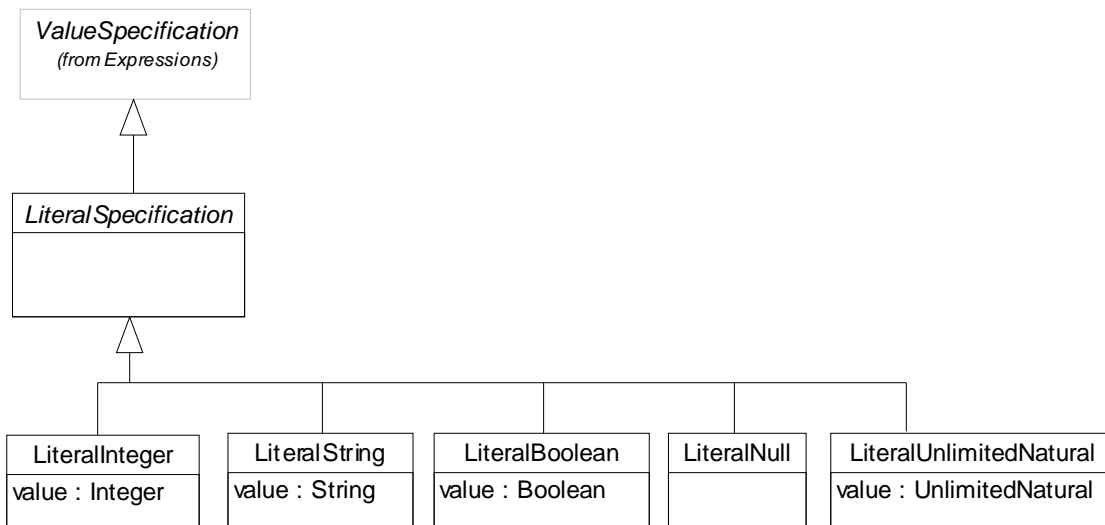 ValueSpecification
(from Expressions)
LiteralSpecification
LiteralInteger
value : Integer
LiteralString
value : String
LiteralBoolean
value : Boolean
LiteralNull
LiteralUnlimitedNatural
value : UnlimitedNatural